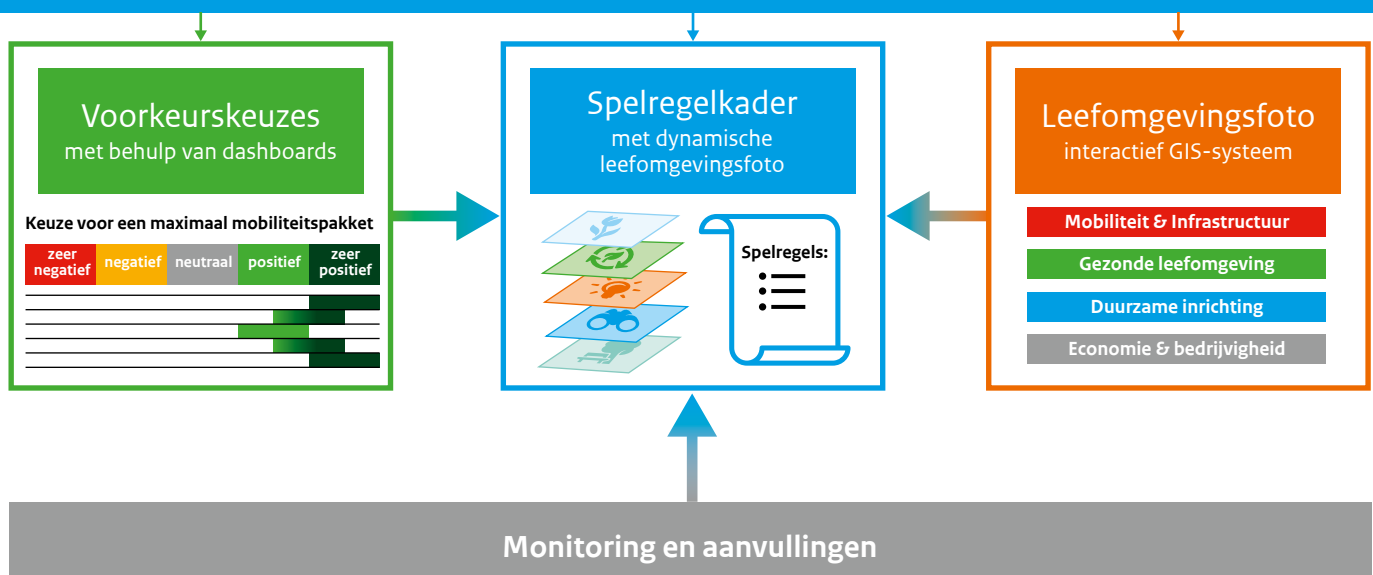 Voorkeurskeuzes
met behulp van dashboards
Keuze voor een maximaal mobiliteitspakket
zeer negatief
negatief
neutraal
positief
zeer positief
Spelregelkader
met dynamische
leefomgevingsfoto
Spelregels:
Leefomgevingsfoto
interactief GIS-systeem
Mobiliteit & Infrastructuur
Gezonde leefomgeving
Duurzame inrichting
Economie & bedrijvigheid
Monitoring en aanvullingen